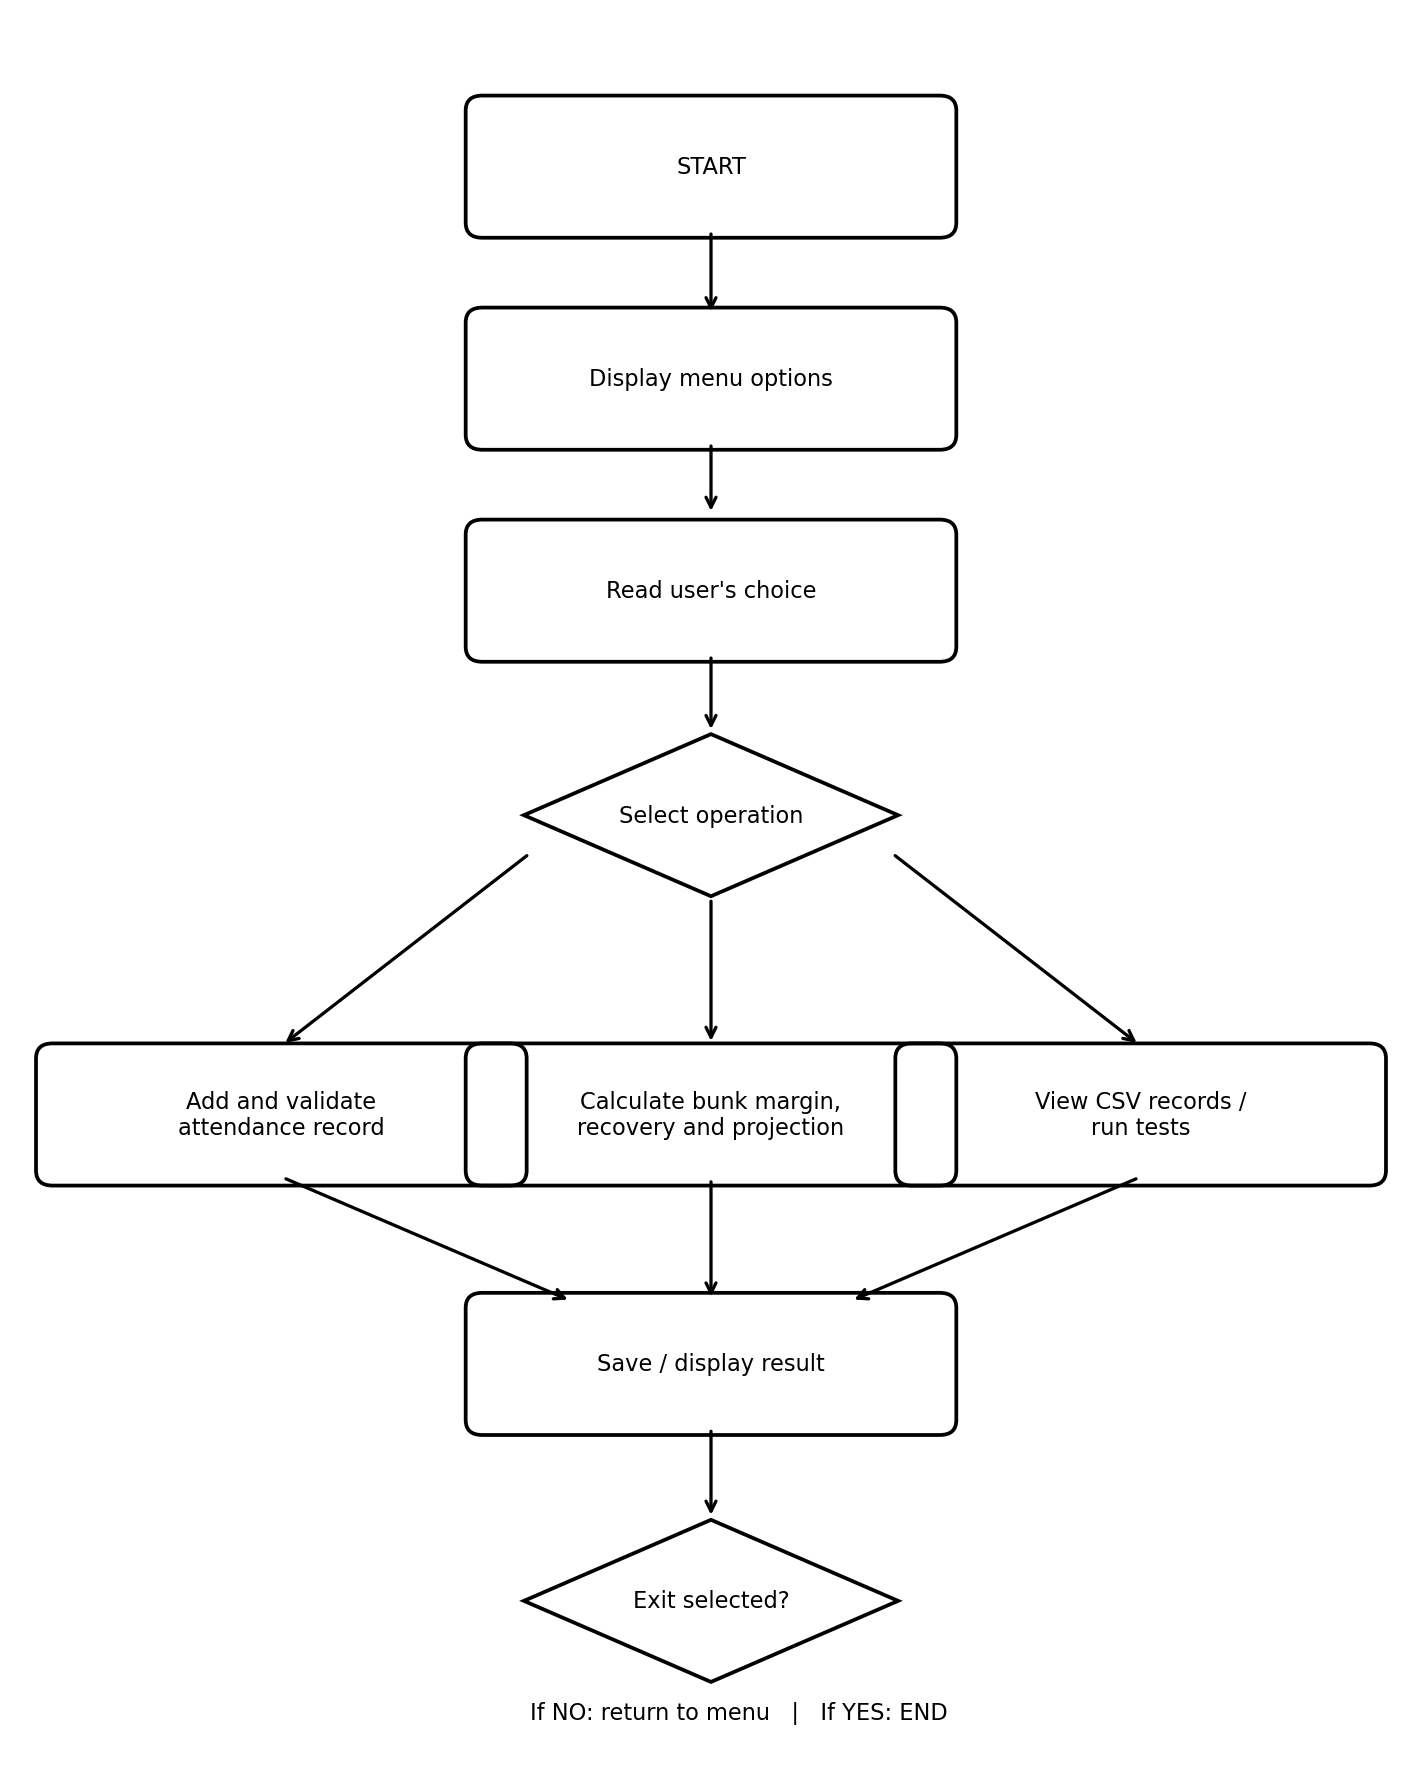 START
Display menu options
Read user's choice
Select operation
Add and validate
attendance record
Calculate bunk margin,
recovery and projection
View CSV records /
run tests
Save / display result
Exit selected?
If NO: return to menu | If YES: END